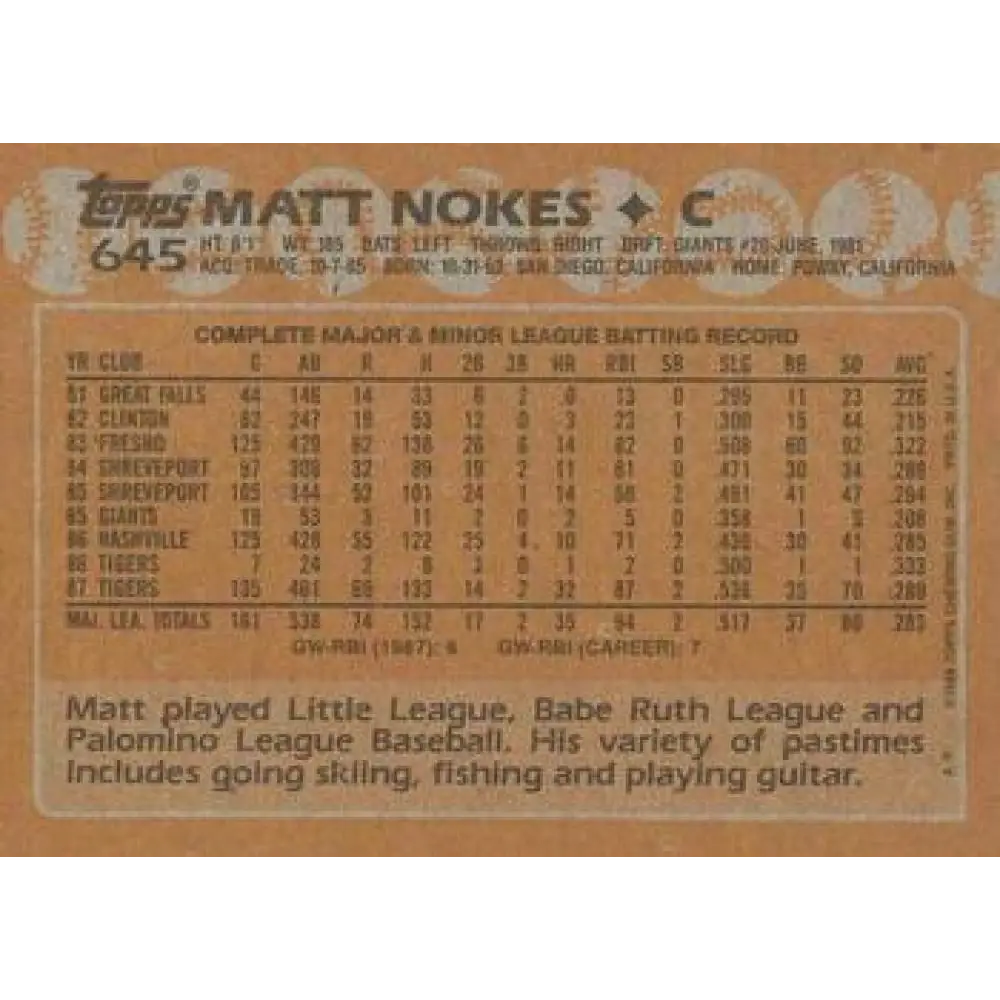 topps® MATT NOKES ✦ C
645 HT. 6'1" WT. 185 BATS: LEFT THROWS: RIGHT DRFT: GIANTS #20-JUNE, 1981
ACQ: TRADE, 10-7-85 BORN: 10-31-63, SAN DIEGO, CALIFORNIA HOME: POWAY, CALIFORNIA
COMPLETE MAJOR & MINOR LEAGUE BATTING RECORD
YR CLUB G AB R H 2B 3B HR RBI SB SLG BB SO AVG
81 GREAT FALLS 44 146 14 33 6 2 0 13 0 .295 11 23 .226
82 CLINTON 82 247 19 53 12 0 3 23 1 .300 15 44 .215
83 FRESNO 125 429 62 138 26 6 14 82 0 .508 60 92 .322
84 SHREVEPORT 97 308 32 89 19 2 11 61 0 .471 30 34 .289
85 SHREVEPORT 105 344 52 101 24 1 14 56 2 .491 41 47 .294
85 GIANTS 19 53 3 11 2 0 2 5 0 .358 1 9 .208
86 NASHVILLE 125 428 55 122 25 4 10 71 2 .430 30 41 .285
86 TIGERS 7 24 2 8 1 0 1 2 0 .500 1 1 .333
87 TIGERS 135 461 69 133 14 2 32 87 2 .536 35 70 .289
MAJ. LEA. TOTALS 161 538 74 152 17 2 35 94 2 .517 37 80 .283
GW-RBI (1987): 6 GW-RBI (CAREER): 7
Matt played Little League, Babe Ruth League and
Palomino League Baseball. His variety of pastimes
includes going skiing, fishing and playing guitar.